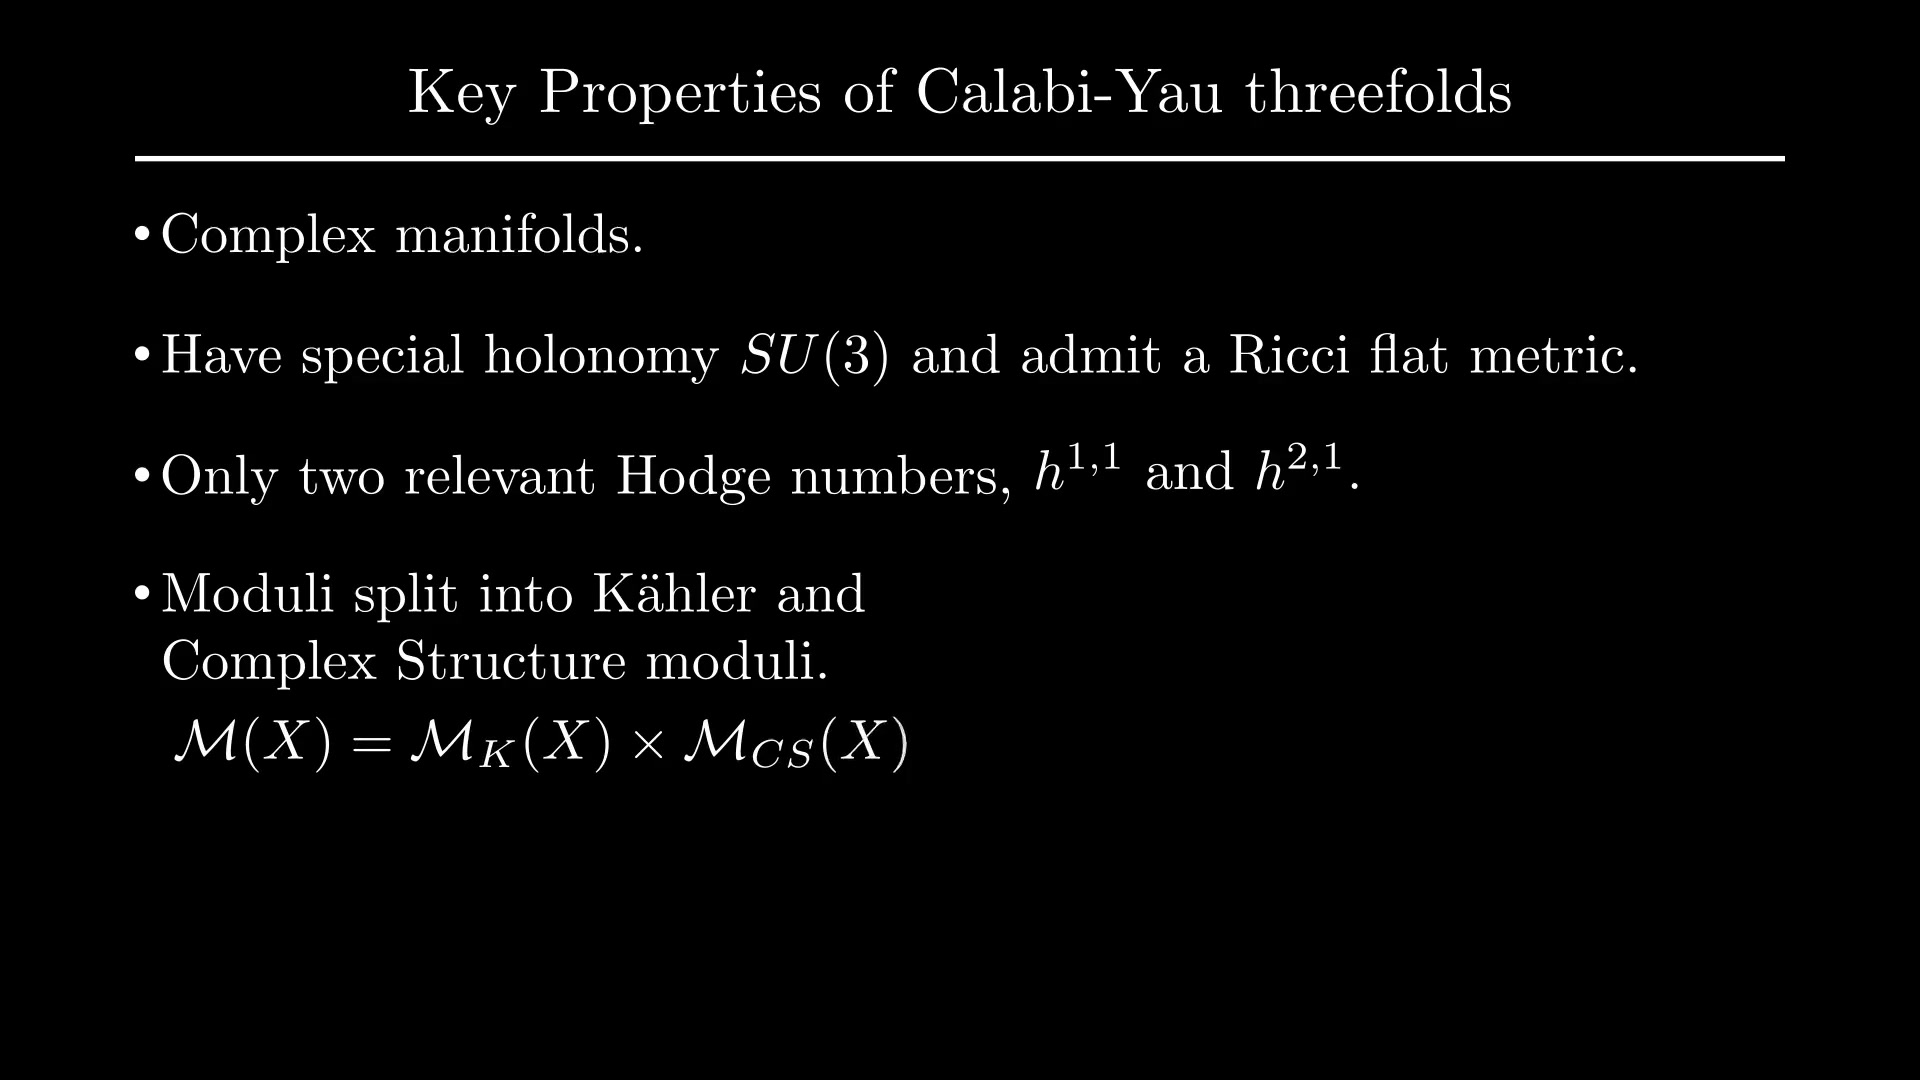 Key Properties of Calabi-Yau threefolds
• Complex manifolds.
• Have special holonomy $SU(3)$ and admit a Ricci flat metric.
• Only two relevant Hodge numbers, $h^{1,1}$ and $h^{2,1}$.
• Moduli split into Kähler and
Complex Structure moduli.
$\mathcal{M}(X) = \mathcal{M}_K(X) \times \mathcal{M}_{CS}(X)$